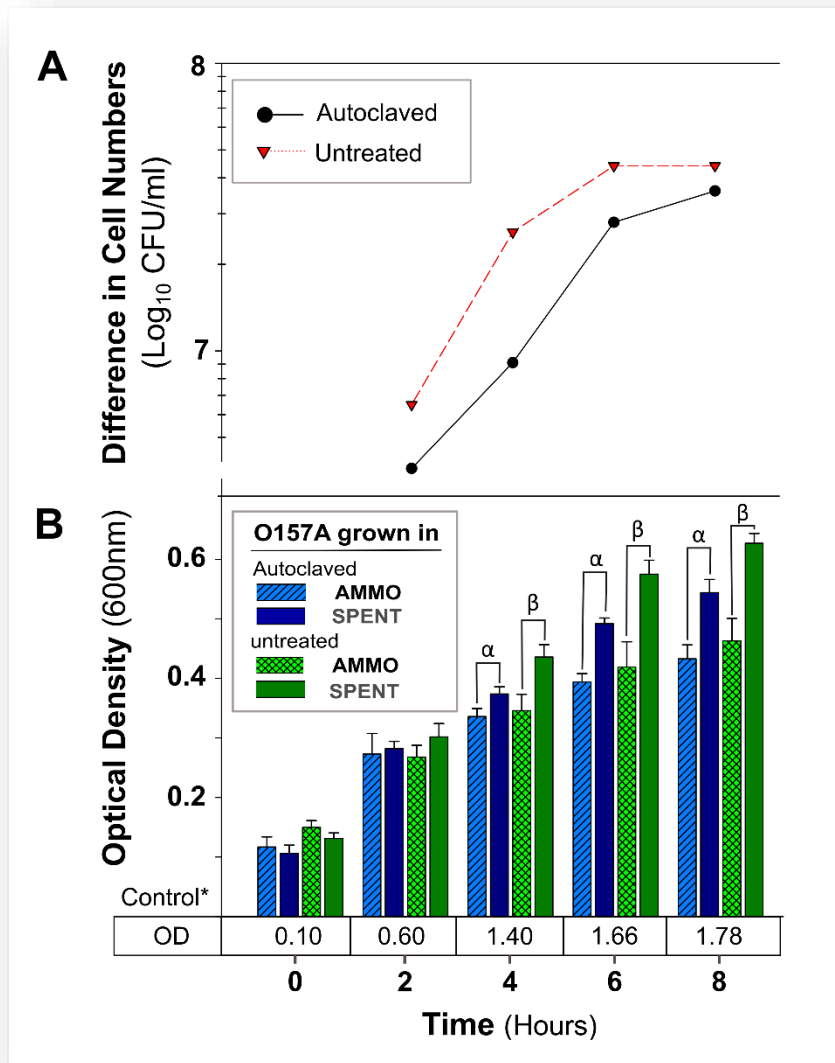 A
Difference in Cell Numbers
(Log10 CFU/ml)
8
7
Autoclaved
Untreated
B
Optical Density (600nm)
0.6
0.4
0.2
O157A grown in
Autoclaved
AMMO
SPENT
untreated
AMMO
SPENT
α
β
α
β
α
β
Control*
OD
0.10
0.60
1.40
1.66
1.78
0
2
4
6
8
Time (Hours)